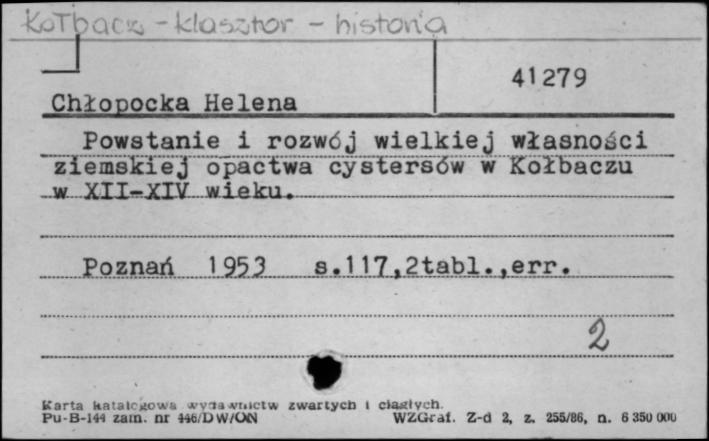 Kołbacz - klasztor - historia
41279
Chłopocka Helena
Powstanie i rozwój wielkiej własności
ziemskiej opactwa cystersów w Kołbaczu
w XII-XIV wieku.
Poznań 1953 s.117,2tabl.,err.
2
Karta katalogowa wydawnictw zwartych i ciągłych.
Pu-B-144 zam. nr 446/DW/ON WZGraf. Z-d 2, z. 255/86, n. 6 350 000